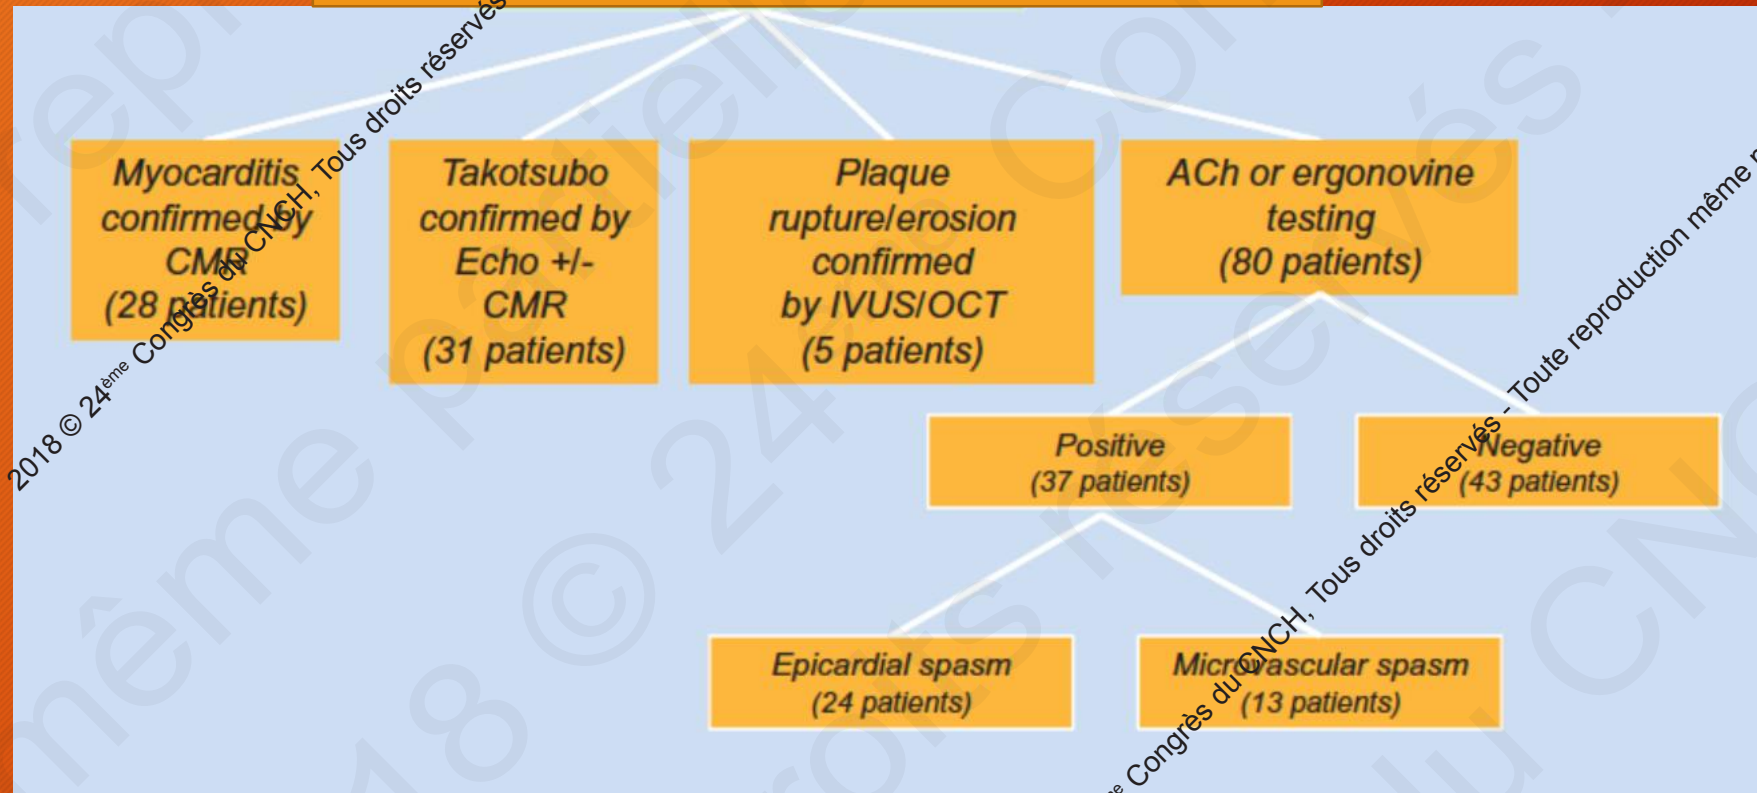 Myocarditis
confirmed by
CMR
(28 patients)
Takotsubo
confirmed by
Echo +/-
CMR
(31 patients)
Plaque
rupture/erosion
confirmed
by IVUS/OCT
(5 patients)
ACh or ergonovine
testing
(80 patients)
Positive
(37 patients)
Negative
(43 patients)
Epicardial spasm
(24 patients)
Microvascular spasm
(13 patients)
2018 © 24ème Congrès du CNCH, Tous droits réservés
Congrès du CNCH, Tous droits réservés - Toute reproduction même